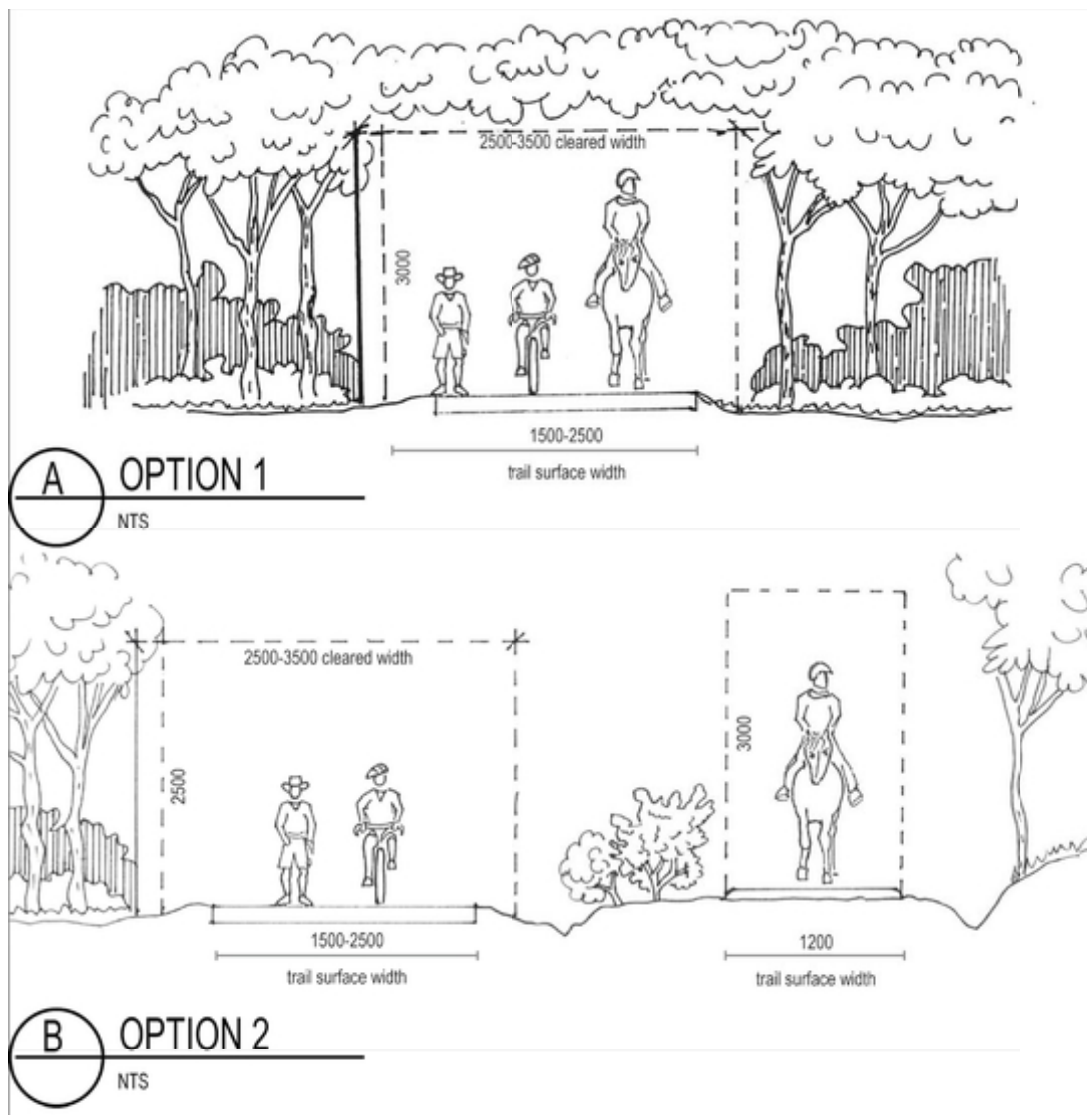 2500-3500 cleared width
3000
1500-2500
trail surface width
A
OPTION 1
NTS
2500-3500 cleared width
2500
3000
1500-2500
trail surface width
1200
trail surface width
B
OPTION 2
NTS